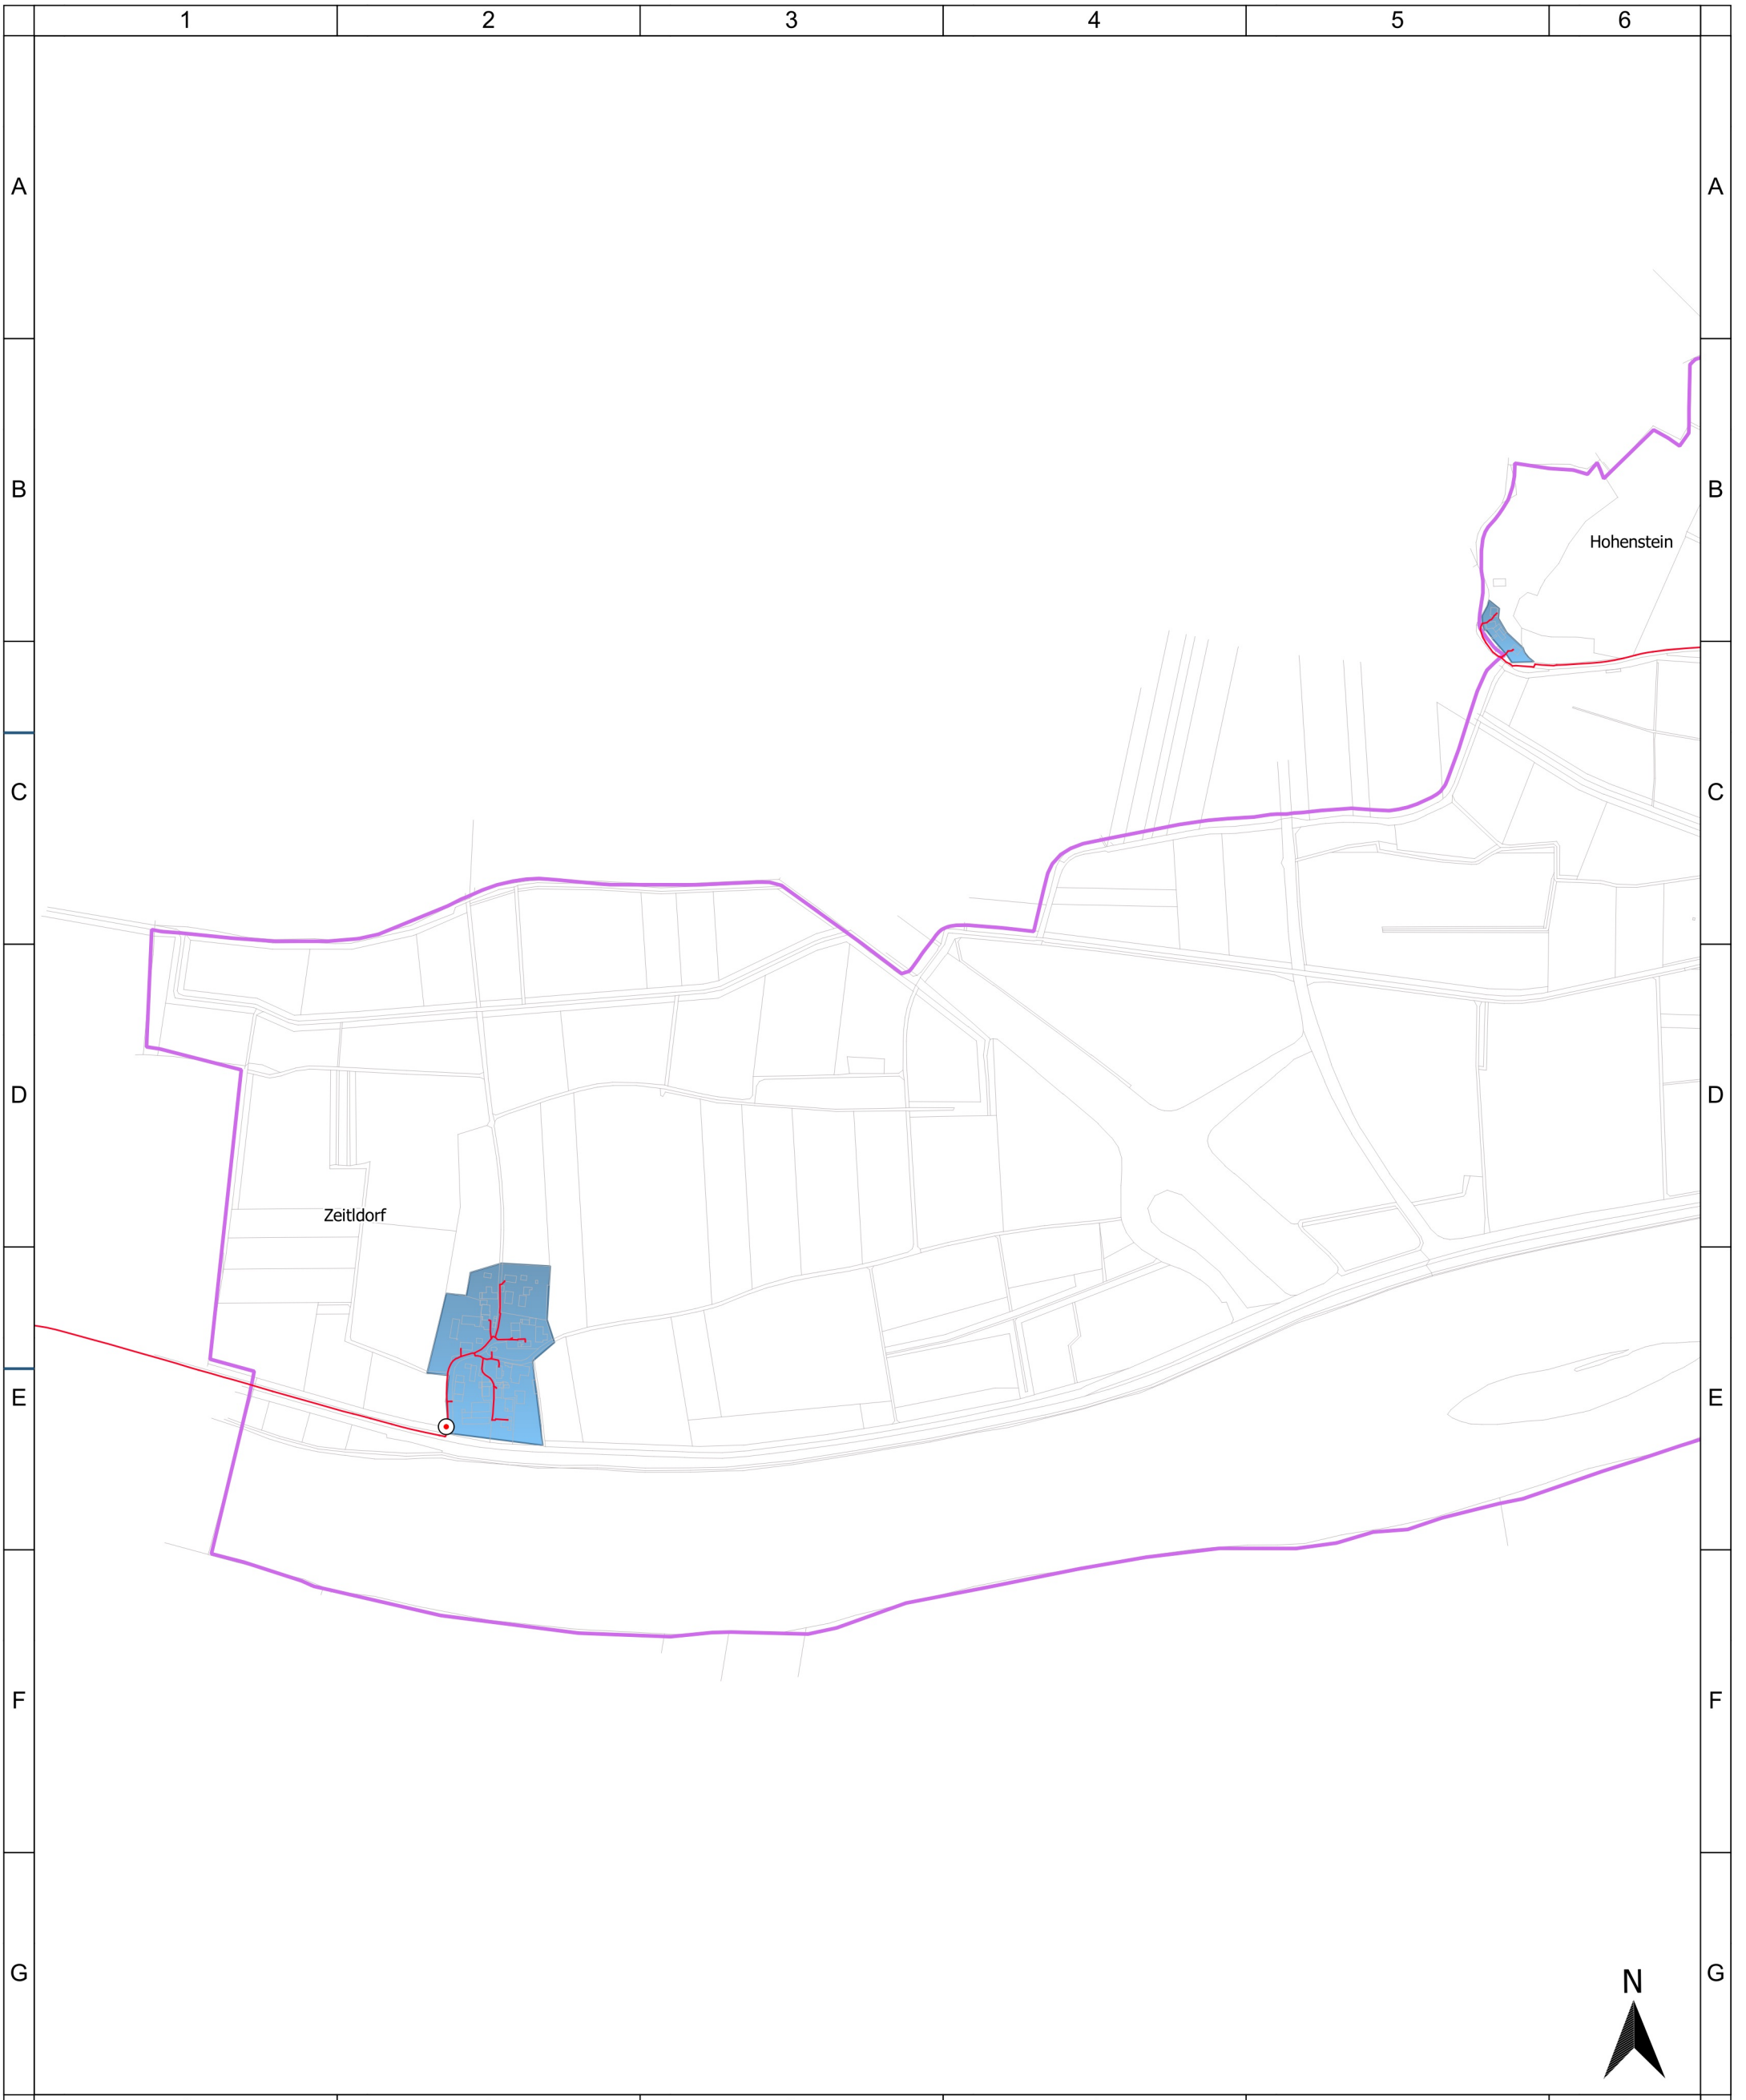 1 2 3 4 5 6
A A
B B
Hohenstein
C C
D D
Zeitldorf
E E
F F
G G
N